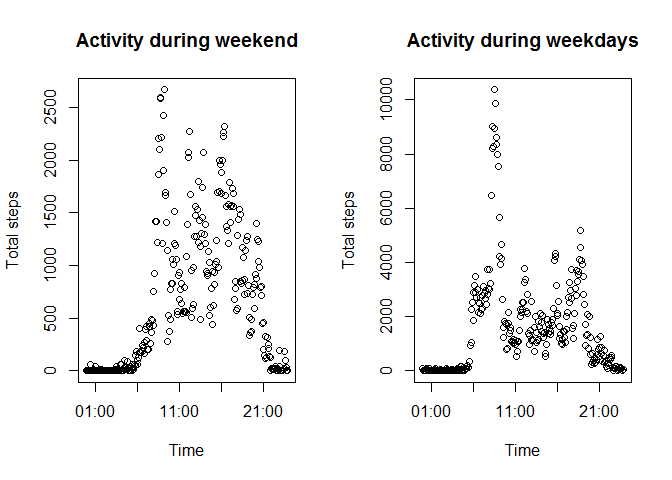 Activity during weekend
Total steps
2500
2000
1500
1000
500
0
01:00 11:00 21:00
Time
Activity during weekdays
Total steps
10000
8000
6000
4000
2000
0
01:00 11:00 21:00
Time